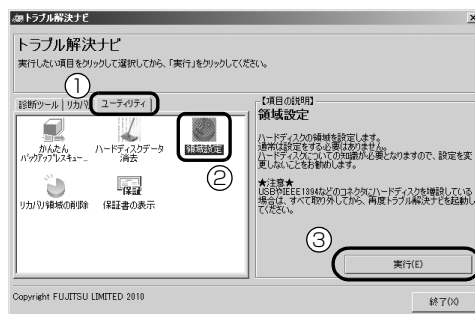 トラブル解決ナビ
トラブル解決ナビ
実行したい項目をクリックして選択してから、「実行」をクリックしてください。
①
診断ツール
リカバリ
ユーティリティ
かんたん
バックアップレスキュー...
ハードディスクデータ
消去
領域設定
②
リカバリ領域の削除
保証
保証書の表示
【項目の説明】
領域設定
ハードディスクの領域を設定します。
通常は設定をする必要はありません。
ハードディスクについての知識が必要となりますので、設定を変
更しないことをお勧めします。
★注意★
USBやIEEE1394などのコネクタにハードディスクを増設している
場合は、すべて取り外してから、再度トラブル解決ナビを起動し
てください。
③
実行(E)
Copyright FUJITSU LIMITED 2010
終了(X)